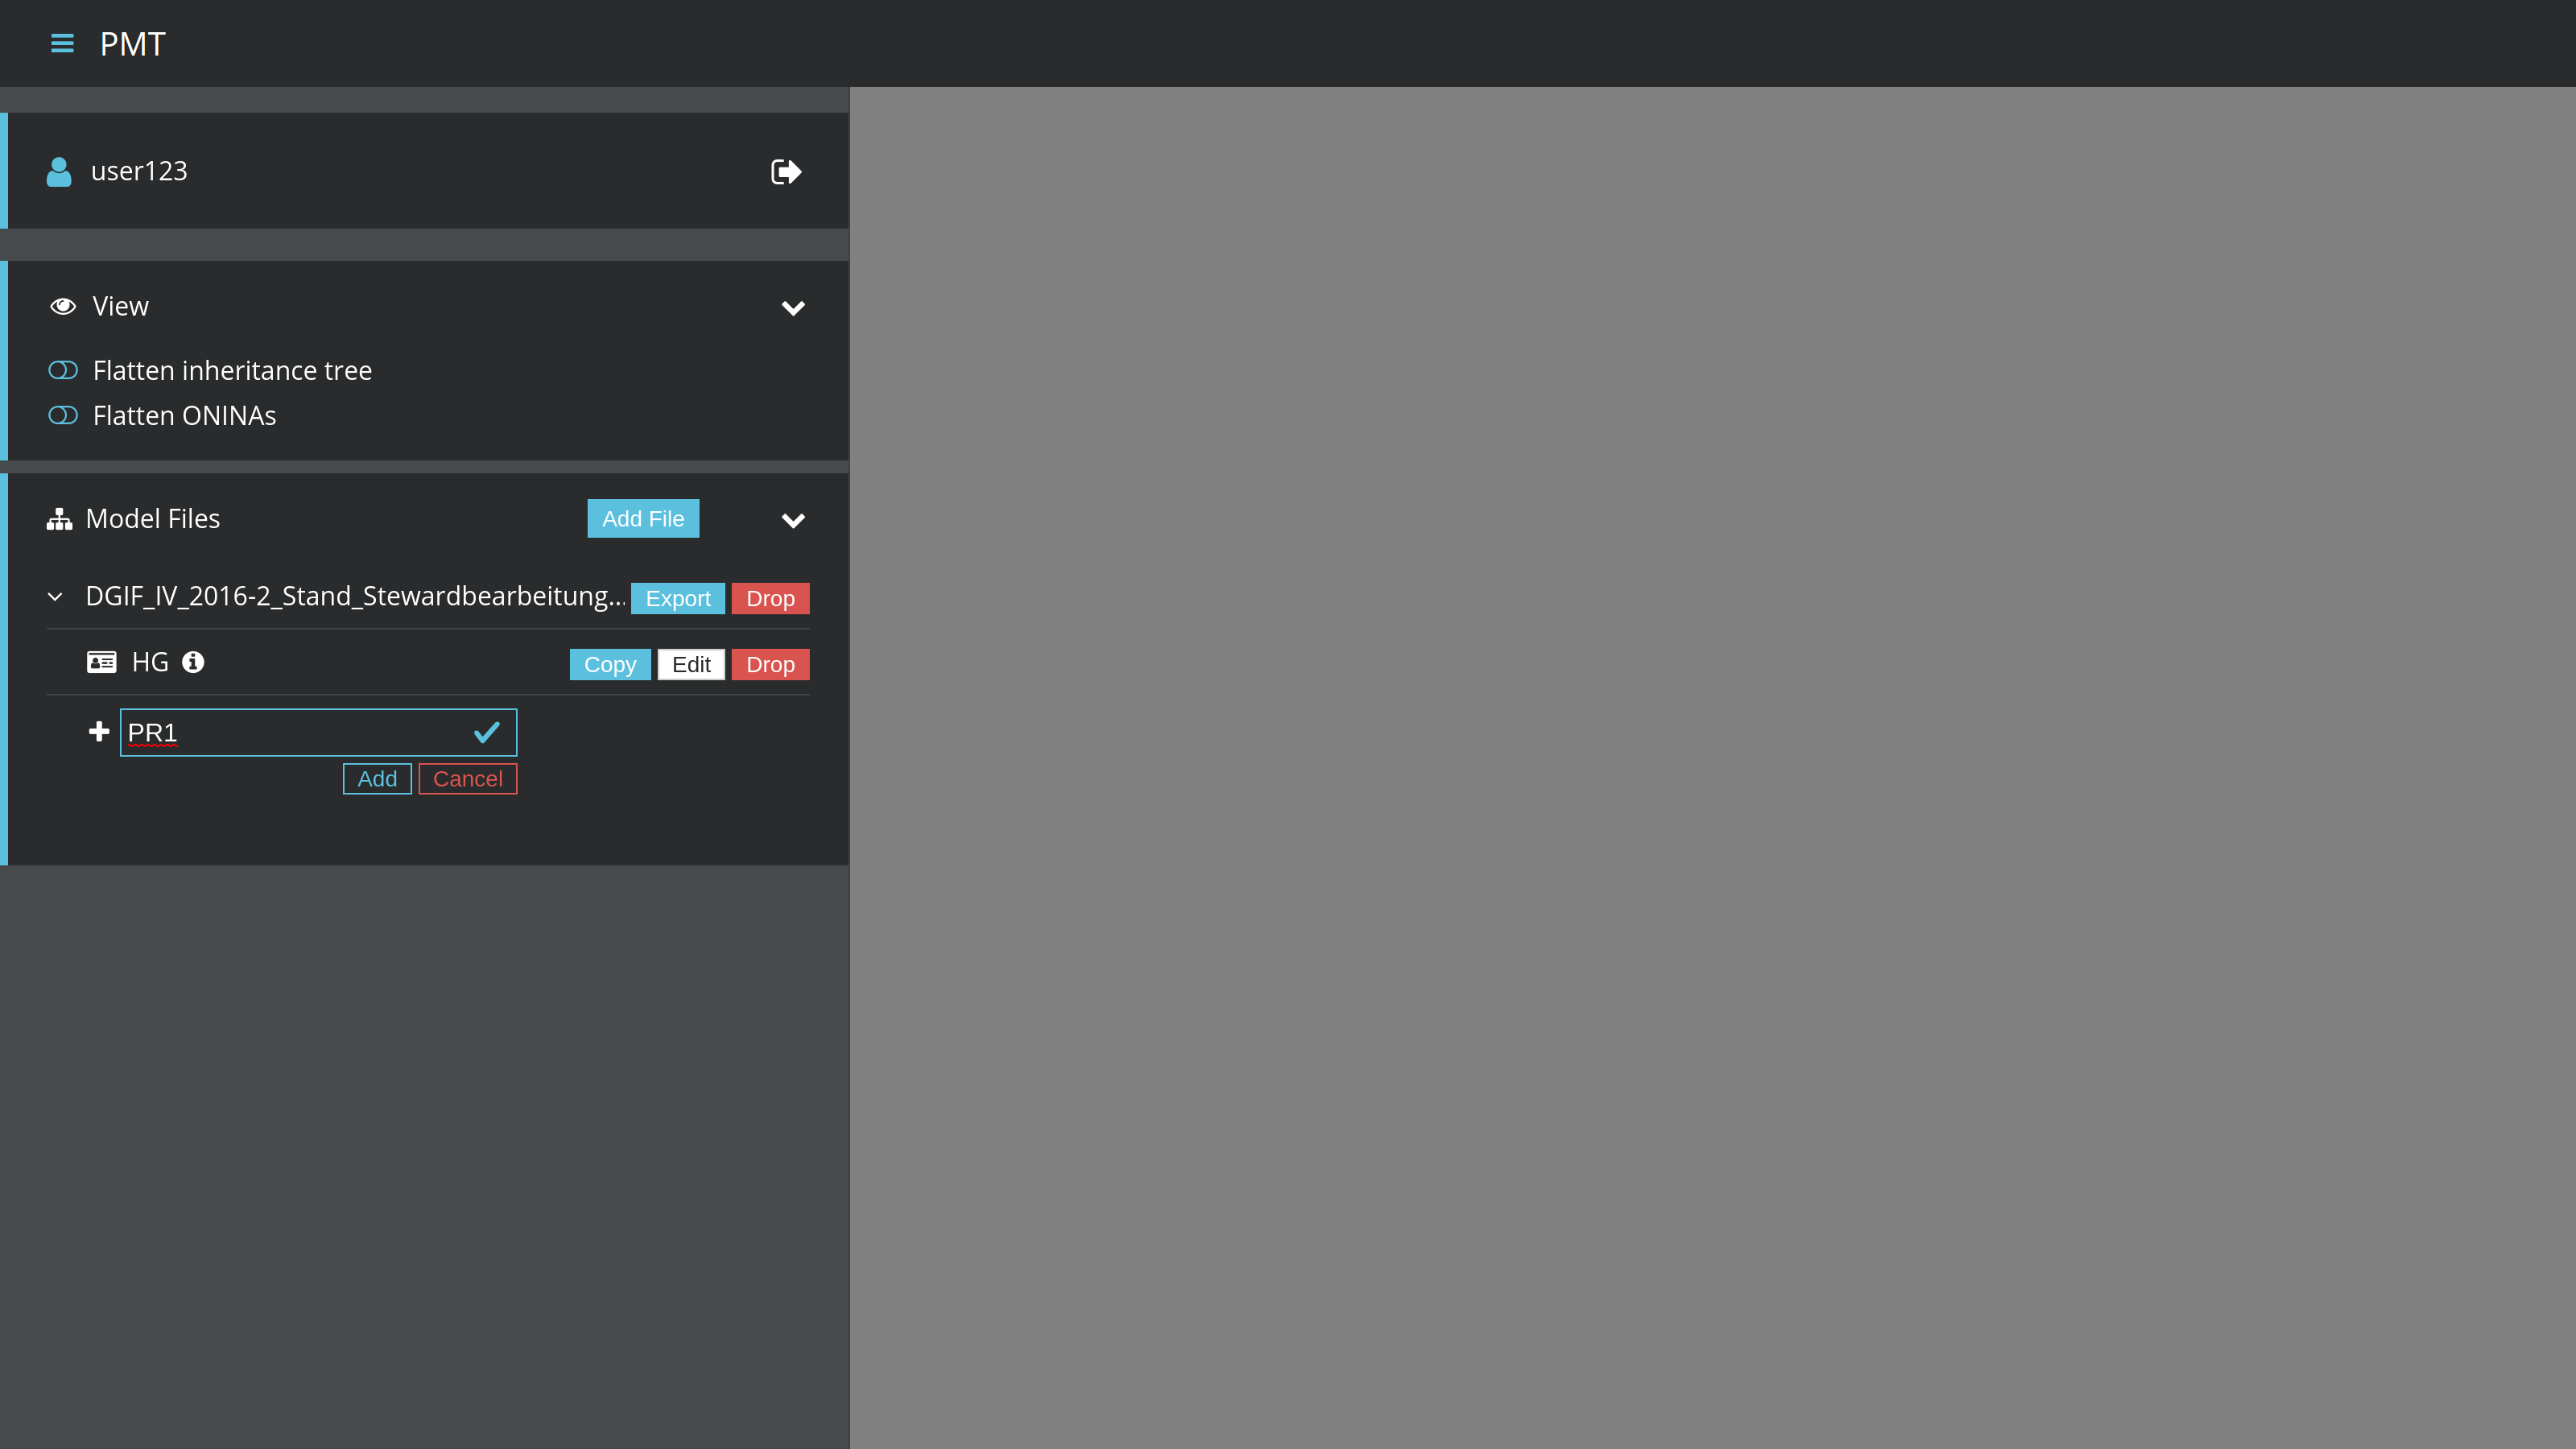 PMT
user123
View
Flatten inheritance tree
Flatten ONINAs
Model Files Add File
DGIF_IV_2016-2_Stand_Stewardbearbeitung... Export Drop
HG Copy Edit Drop
PR1
Add Cancel